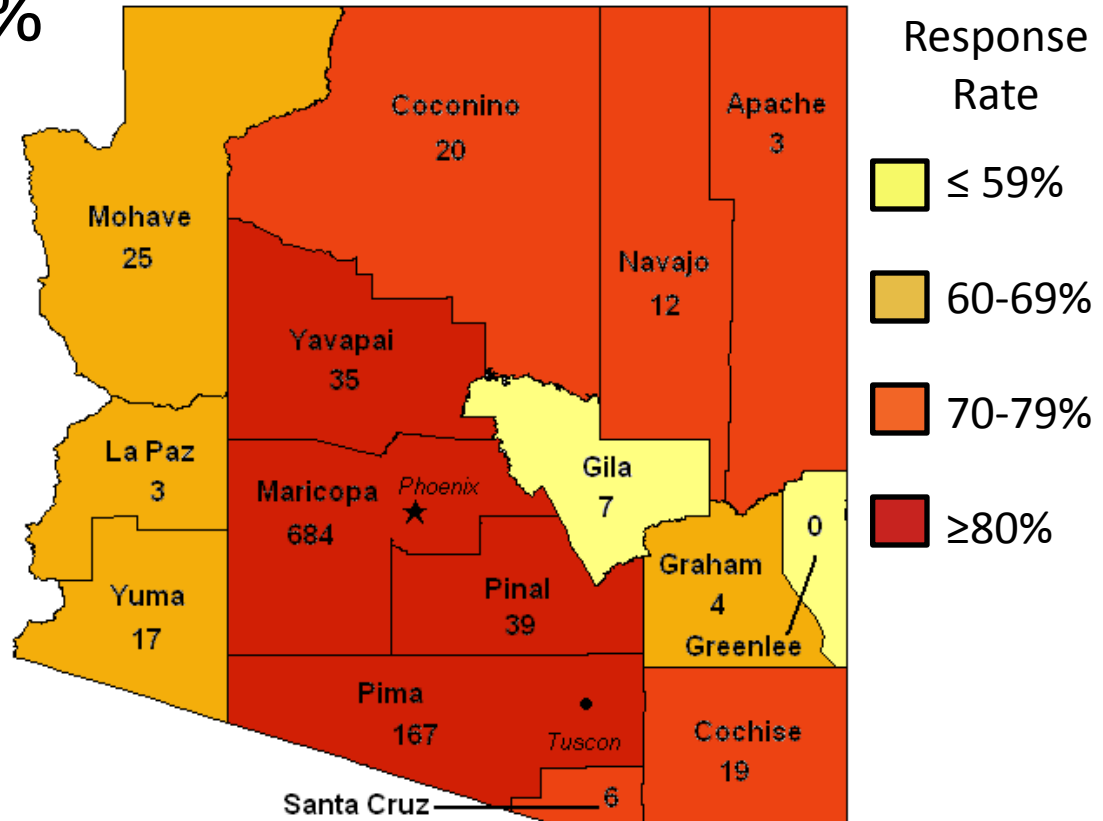 %
Response
Rate
≤ 59%
60-69%
70-79%
≥80%
Coconino
20
Apache
3
Mohave
25
Navajo
12
Yavapai
35
La Paz
3
Maricopa
684
Phoenix
Gila
7
0
Graham
4
Greenlee
Yuma
17
Pinal
39
Pima
167
Tuscon
Cochise
19
Santa Cruz
6